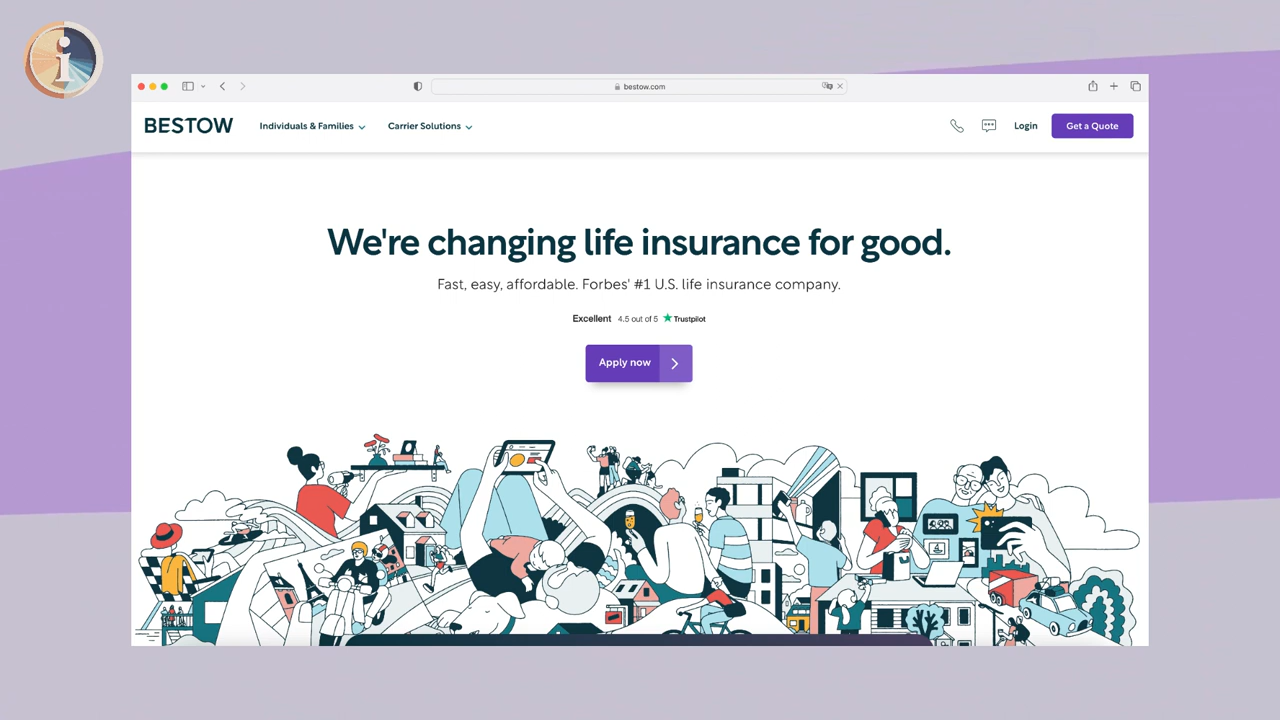 i
bestow.com
BESTOW Individuals & Families Carrier Solutions Login Get a Quote
We're changing life insurance for good.
Fast, easy, affordable. Forbes' #1 U.S. life insurance company.
Excellent 4.5 out of 5 Trustpilot
Apply now